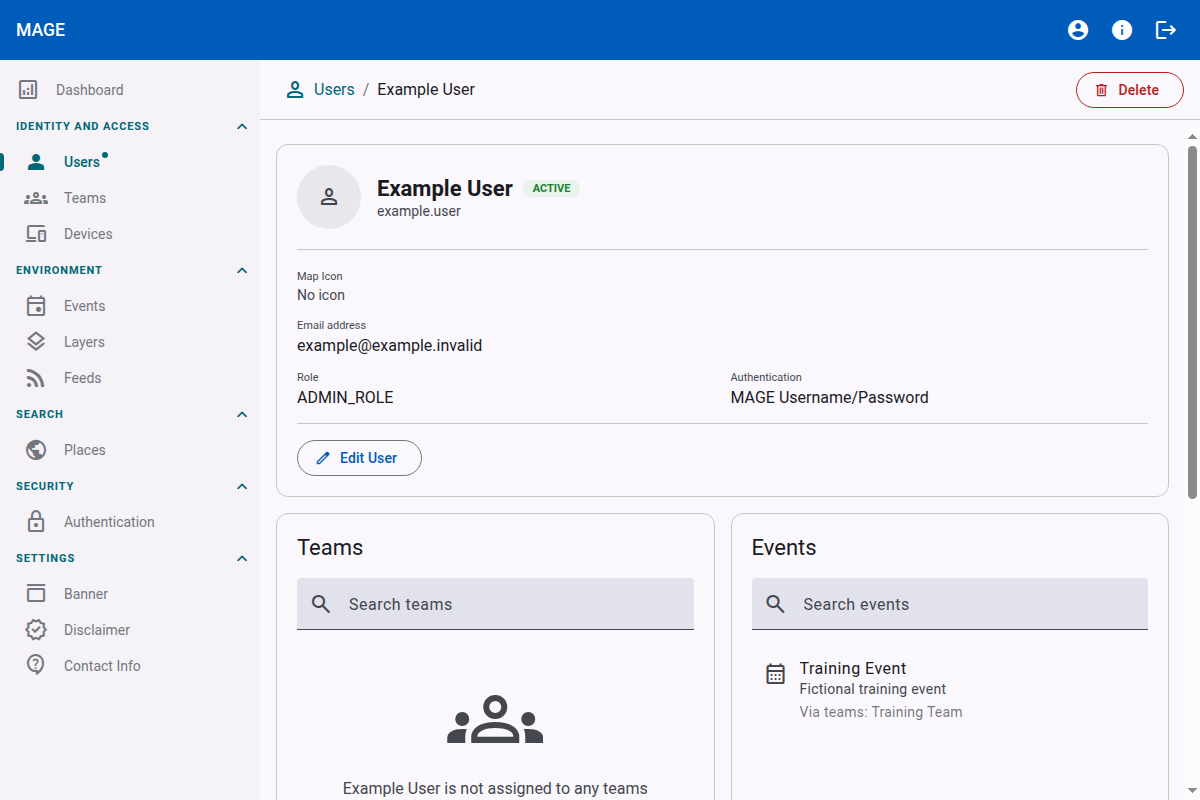 MAGE
Dashboard
IDENTITY AND ACCESS
Users
Teams
Devices
ENVIRONMENT
Events
Layers
Feeds
SEARCH
Places
SECURITY
Authentication
SETTINGS
Banner
Disclaimer
Contact Info
Users / Example User
Delete
Example User ACTIVE
example.user
Map Icon
No icon
Email address
example@example.invalid
Role
ADMIN_ROLE
Authentication
MAGE Username/Password
Edit User
Teams
Search teams
Example User is not assigned to any teams
Events
Search events
Training Event
Fictional training event
Via teams: Training Team